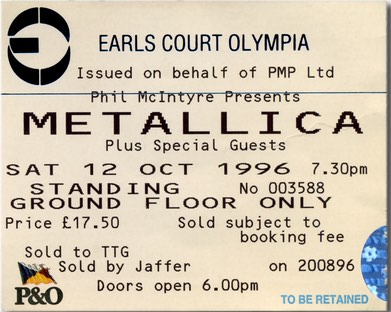 EARLS COURT OLYMPIA
Issued on behalf of PMP Ltd
Phil McIntyre Presents
METALLICA
Plus Special Guests
SAT 12 OCT 1996 7.30pm
STANDING No 003588
GROUND FLOOR ONLY
Price £17.50 Sold subject to
booking fee
Sold to TTG
Sold by Jaffer on 200896
Doors open 6.00pm
P&O
TO BE RETAINED